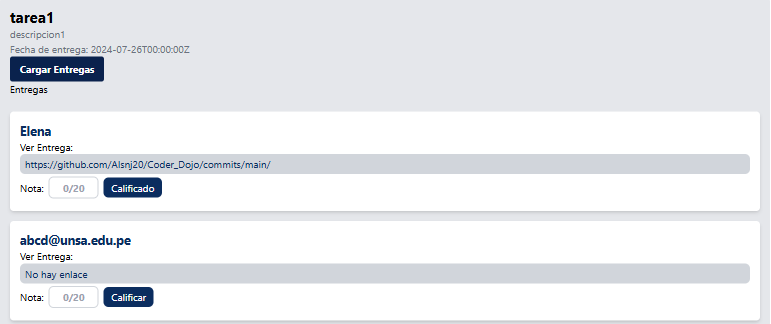 tarea1
descripcion1
Fecha de entrega: 2024-07-26T00:00:00Z
Cargar Entregas
Entregas
Elena
Ver Entrega:
https://github.com/Alsnj20/Coder_Dojo/commits/main/
Nota: 0/20 Calificado
abcd@unsa.edu.pe
Ver Entrega:
No hay enlace
Nota: 0/20 Calificar